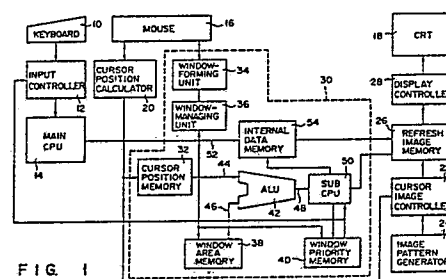 10
KEYBOARD
MOUSE
16
18
CRT
INPUT
CONTROLLER
12
CURSOR
POSITION
CALCULATOR
20
WINDOW-
FORMING
UNIT
34
30
28
DISPLAY
CONTROLLER
WINDOW-
MANAGING
UNIT
36
MAIN
CPU
14
INTERNAL
DATA
MEMORY
54
26
REFRESH
IMAGE
MEMORY
52
CURSOR
POSITION
MEMORY
32
44
ALU
42
48
SUB
CPU
50
CURSOR
IMAGE
CONTROLLER
46
WINDOW
AREA
MEMORY
38
WINDOW
PRIORITY
MEMORY
40
IMAGE
PATTERN
GENERATOR
FIG. 1